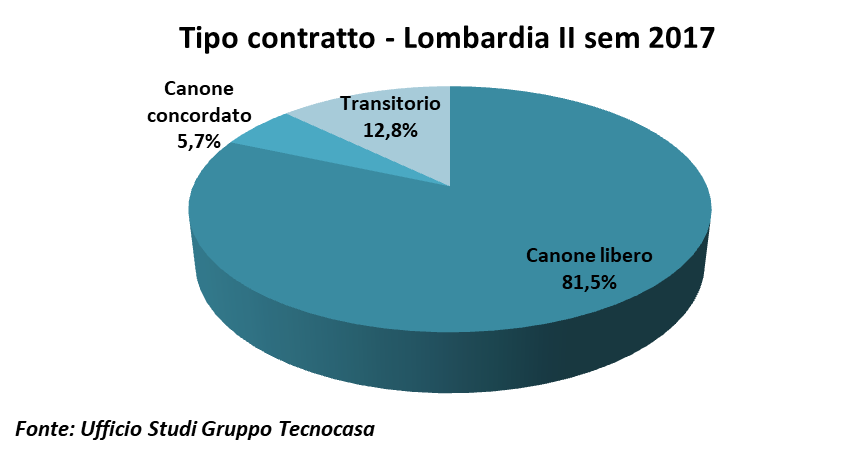 Tipo contratto - Lombardia II sem 2017
Canone
concordato
5,7%
Transitorio
12,8%
Canone libero
81,5%
Fonte: Ufficio Studi Gruppo Tecnocasa